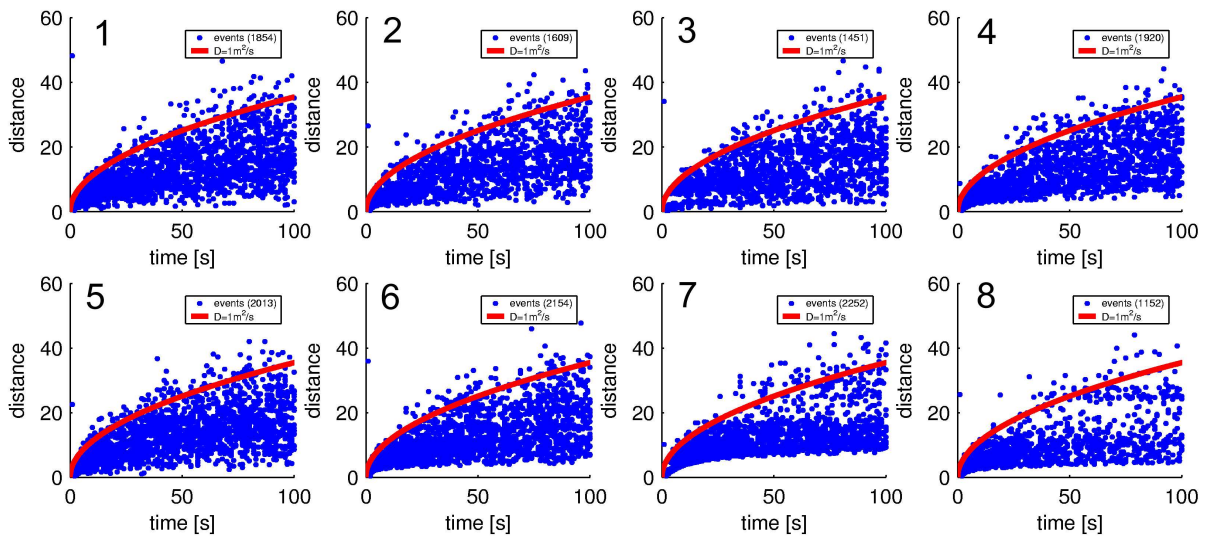 1
60
40
20
0
distance
events (1854)
D=1m²/s
0
50
100
time [s]
2
60
40
20
0
distance
events (1609)
D=1m²/s
0
50
100
time [s]
3
60
40
20
0
distance
events (1451)
D=1m²/s
0
50
100
time [s]
4
60
40
20
0
distance
events (1920)
D=1m²/s
0
50
100
time [s]
5
60
40
20
0
distance
events (2013)
D=1m²/s
0
50
100
time [s]
6
60
40
20
0
distance
events (2154)
D=1m²/s
0
50
100
time [s]
7
60
40
20
0
distance
events (2252)
D=1m²/s
0
50
100
time [s]
8
60
40
20
0
distance
events (1152)
D=1m²/s
0
50
100
time [s]